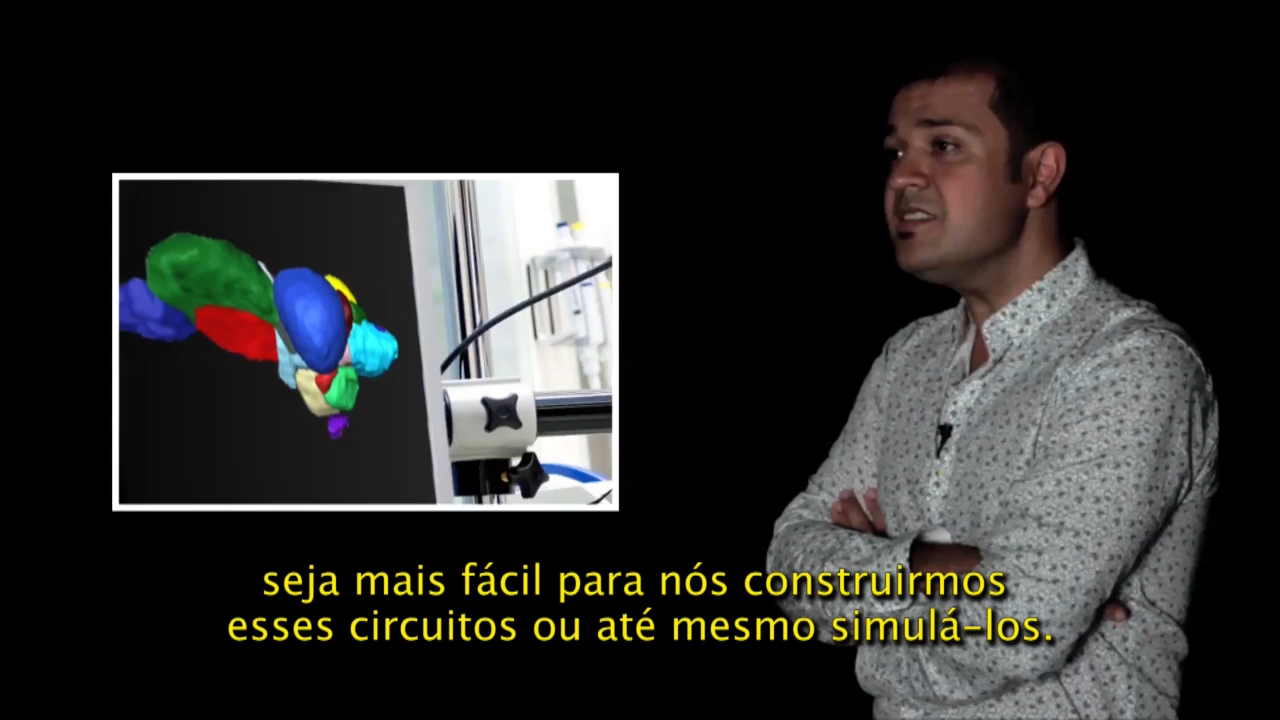 seja mais fácil para nós construirmos
esses circuitos ou até mesmo simulá-los.